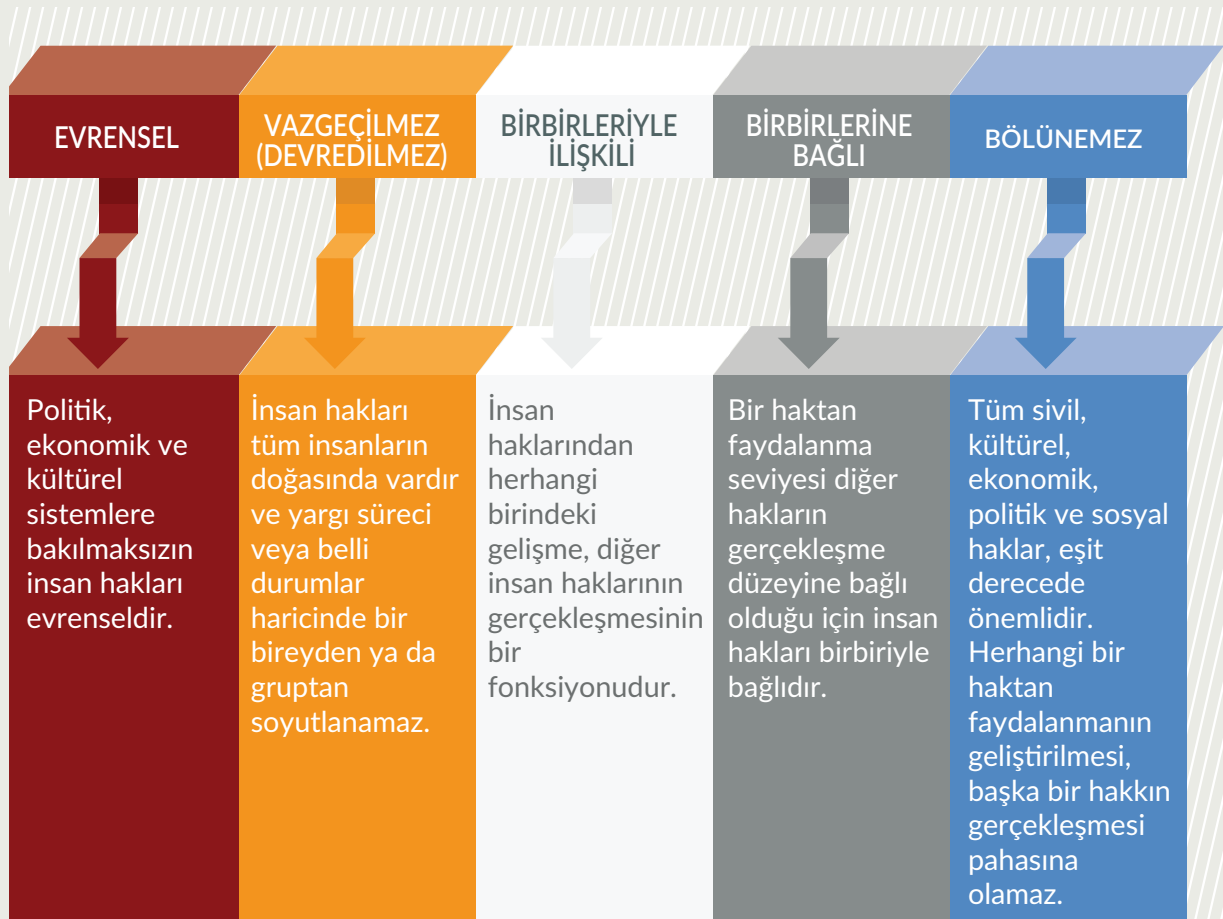 EVRENSEL
VAZGEÇİLMEZ
(DEVREDİLMEZ)
BİRBİRLERİYLE
İLİŞKİLİ
BİRBİRLERİNE
BAĞLI
BÖLÜNEMEZ
Politik,
ekonomik ve
kültürel
sistemlere
bakılmaksızın
insan hakları
evrenseldir.
İnsan hakları
tüm insanların
doğasında vardır
ve yargı süreci
veya belli
durumlar
haricinde bir
bireyden ya da
gruptan
soyutlanamaz.
İnsan
haklarından
herhangi
birindeki
gelişme, diğer
insan haklarının
gerçekleşmesinin
bir
fonksiyonudur.
Bir haktan
faydalanma
seviyesi diğer
hakların
gerçekleşme
düzeyine bağlı
olduğu için insan
hakları birbiriyle
bağlıdır.
Tüm sivil,
kültürel,
ekonomik,
politik ve sosyal
haklar, eşit
derecede
önemlidir.
Herhangi bir
haktan
faydalanmanın
geliştirilmesi,
başka bir hakkın
gerçekleşmesi
pahasına
olamaz.